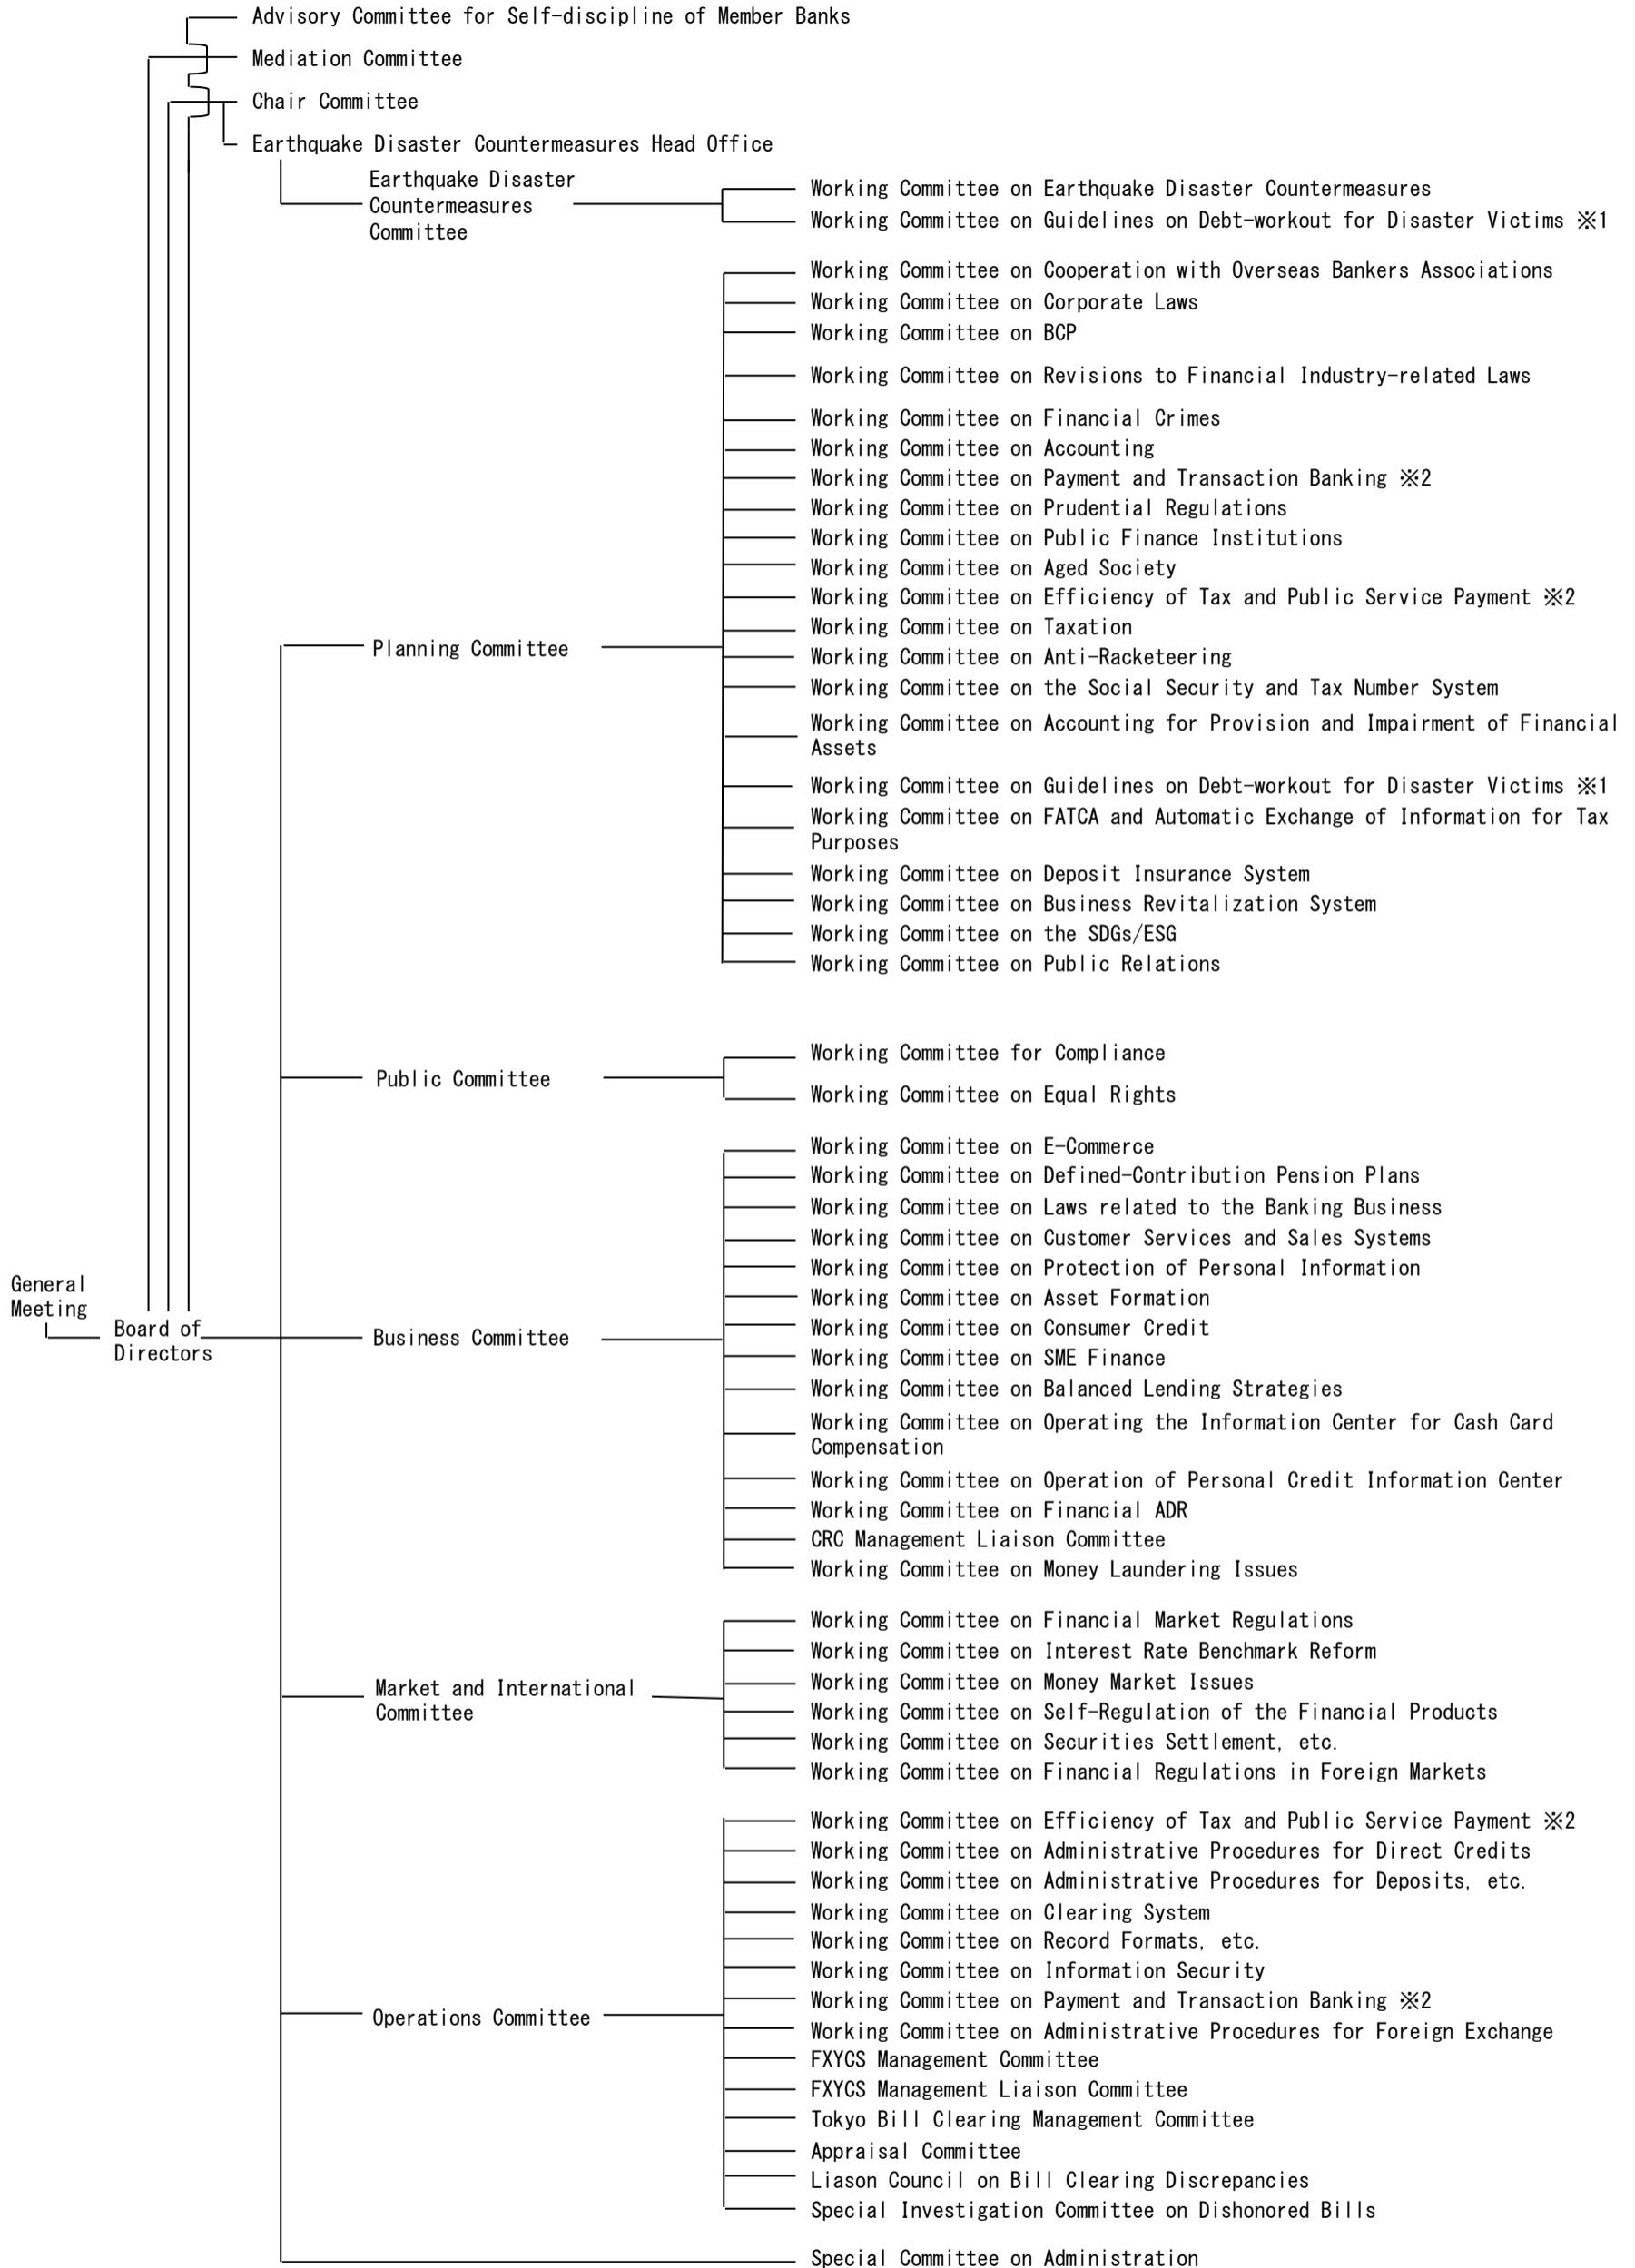 Advisory Committee for Self-discipline of Member Banks
Mediation Committee
Chair Committee
Earthquake Disaster Countermeasures Head Office
Earthquake Disaster
Countermeasures
Committee
Working Committee on Earthquake Disaster Countermeasures
Working Committee on Guidelines on Debt-workout for Disaster Victims ※1
Planning Committee
Working Committee on Cooperation with Overseas Bankers Associations
Working Committee on Corporate Laws
Working Committee on BCP
Working Committee on Revisions to Financial Industry-related Laws
Working Committee on Financial Crimes
Working Committee on Accounting
Working Committee on Payment and Transaction Banking ※2
Working Committee on Prudential Regulations
Working Committee on Public Finance Institutions
Working Committee on Aged Society
Working Committee on Efficiency of Tax and Public Service Payment ※2
Working Committee on Taxation
Working Committee on Anti-Racketeering
Working Committee on the Social Security and Tax Number System
Working Committee on Accounting for Provision and Impairment of Financial
Assets
Working Committee on Guidelines on Debt-workout for Disaster Victims ※1
Working Committee on FATCA and Automatic Exchange of Information for Tax
Purposes
Working Committee on Deposit Insurance System
Working Committee on Business Revitalization System
Working Committee on the SDGs/ESG
Working Committee on Public Relations
Public Committee
Working Committee for Compliance
Working Committee on Equal Rights
General
Meeting
Board of
Directors
Business Committee
Working Committee on E-Commerce
Working Committee on Defined-Contribution Pension Plans
Working Committee on Laws related to the Banking Business
Working Committee on Customer Services and Sales Systems
Working Committee on Protection of Personal Information
Working Committee on Asset Formation
Working Committee on Consumer Credit
Working Committee on SME Finance
Working Committee on Balanced Lending Strategies
Working Committee on Operating the Information Center for Cash Card
Compensation
Working Committee on Operation of Personal Credit Information Center
Working Committee on Financial ADR
CRC Management Liaison Committee
Working Committee on Money Laundering Issues
Market and International
Committee
Working Committee on Financial Market Regulations
Working Committee on Interest Rate Benchmark Reform
Working Committee on Money Market Issues
Working Committee on Self-Regulation of the Financial Products
Working Committee on Securities Settlement, etc.
Working Committee on Financial Regulations in Foreign Markets
Operations Committee
Working Committee on Efficiency of Tax and Public Service Payment ※2
Working Committee on Administrative Procedures for Direct Credits
Working Committee on Administrative Procedures for Deposits, etc.
Working Committee on Clearing System
Working Committee on Record Formats, etc.
Working Committee on Information Security
Working Committee on Payment and Transaction Banking ※2
Working Committee on Administrative Procedures for Foreign Exchange
FXYCS Management Committee
FXYCS Management Liaison Committee
Tokyo Bill Clearing Management Committee
Appraisal Committee
Liason Council on Bill Clearing Discrepancies
Special Investigation Committee on Dishonored Bills
Special Committee on Administration